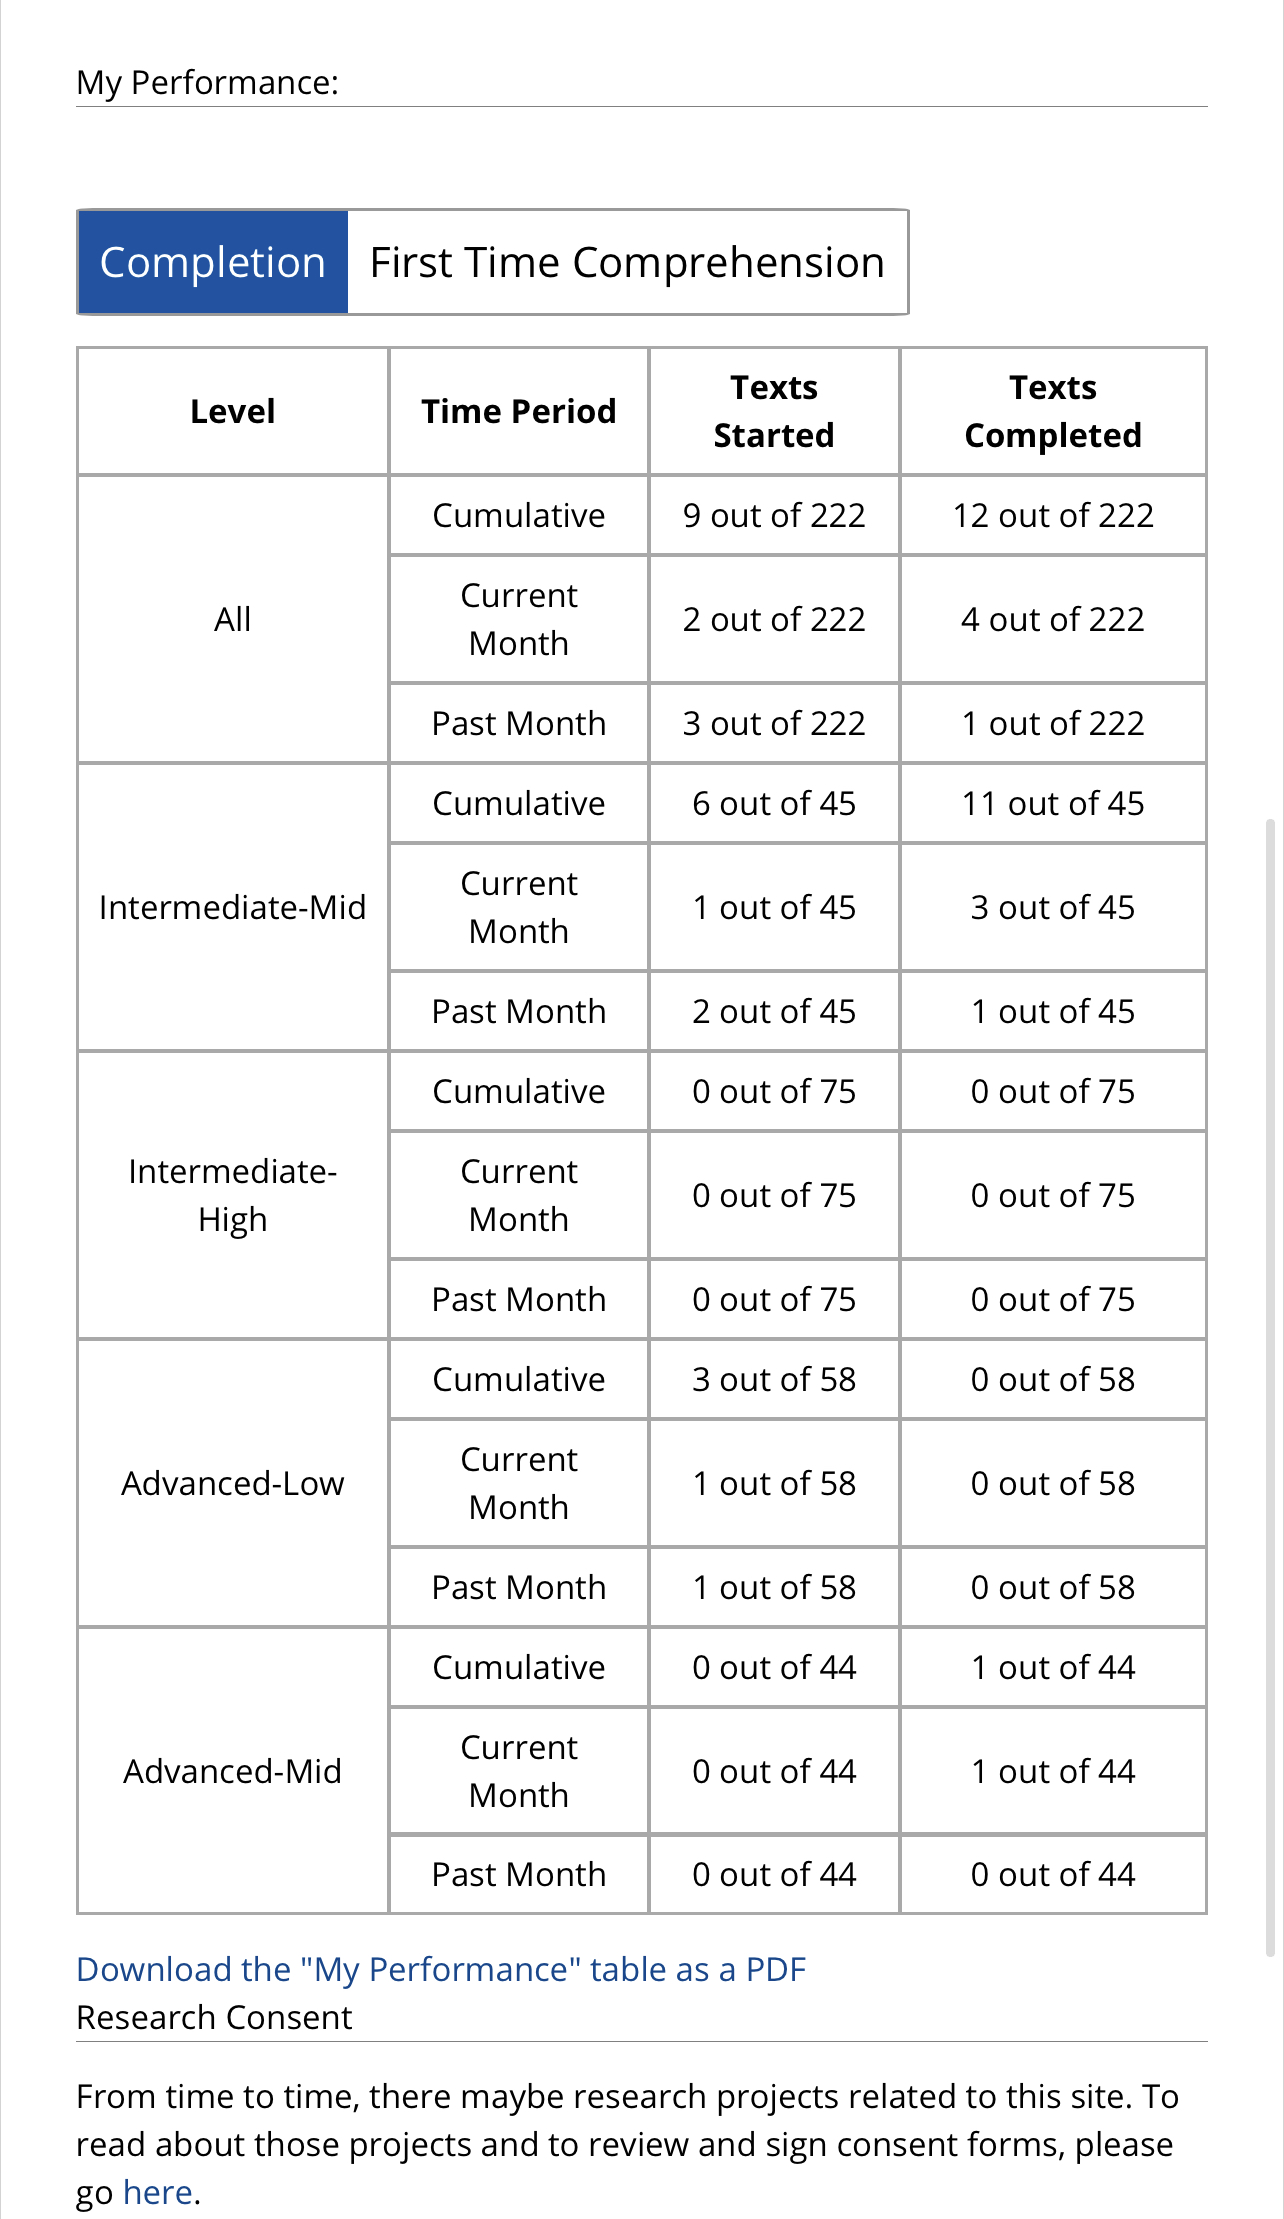 My Performance:
Completion
First Time Comprehension
Level
Time Period
Texts
Started
Texts
Completed
All
Cumulative
9 out of 222
12 out of 222
Current
Month
2 out of 222
4 out of 222
Past Month
3 out of 222
1 out of 222
Intermediate-Mid
Cumulative
6 out of 45
11 out of 45
Current
Month
1 out of 45
3 out of 45
Past Month
2 out of 45
1 out of 45
Intermediate-
High
Cumulative
0 out of 75
0 out of 75
Current
Month
0 out of 75
0 out of 75
Past Month
0 out of 75
0 out of 75
Advanced-Low
Cumulative
3 out of 58
0 out of 58
Current
Month
1 out of 58
0 out of 58
Past Month
1 out of 58
0 out of 58
Advanced-Mid
Cumulative
0 out of 44
1 out of 44
Current
Month
0 out of 44
1 out of 44
Past Month
0 out of 44
0 out of 44
Download the "My Performance" table as a PDF
Research Consent
From time to time, there maybe research projects related to this site. To
read about those projects and to review and sign consent forms, please
go here.